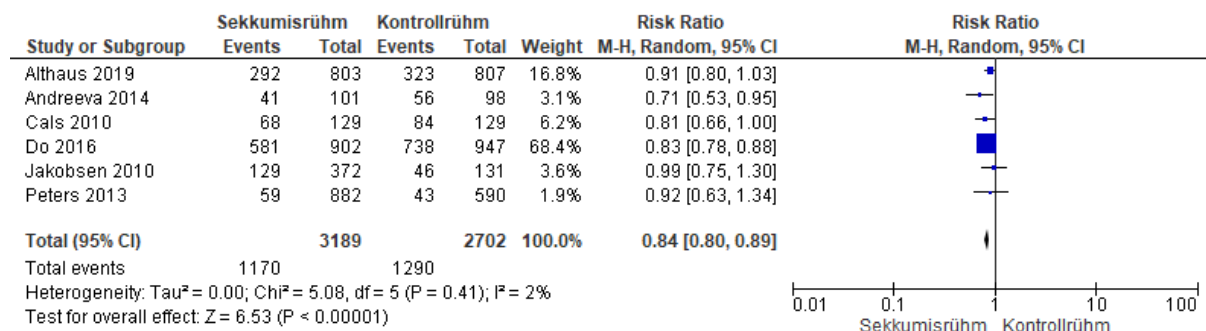 Sekkumisrühm Kontrollrühm Risk Ratio Risk Ratio
Study or Subgroup Events Total Events Total Weight M-H, Random, 95% CI M-H, Random, 95% CI
Althaus 2019 292 803 323 807 16.8% 0.91 [0.80, 1.03]
Andreeva 2014 41 101 56 98 3.1% 0.71 [0.53, 0.95]
Cals 2010 68 129 84 129 6.2% 0.81 [0.66, 1.00]
Do 2016 581 902 738 947 68.4% 0.83 [0.78, 0.88]
Jakobsen 2010 129 372 46 131 3.6% 0.99 [0.75, 1.30]
Peters 2013 59 882 43 590 1.9% 0.92 [0.63, 1.34]
Total (95% CI) 3189 2702 100.0% 0.84 [0.80, 0.89]
Total events 1170 1290
Heterogeneity: Tau² = 0.00; Chi² = 5.08, df = 5 (P = 0.41); I² = 2%
Test for overall effect: Z = 6.53 (P < 0.00001)
0.01 0.1 1 10 100
Sekkumisrühm Kontrollrühm